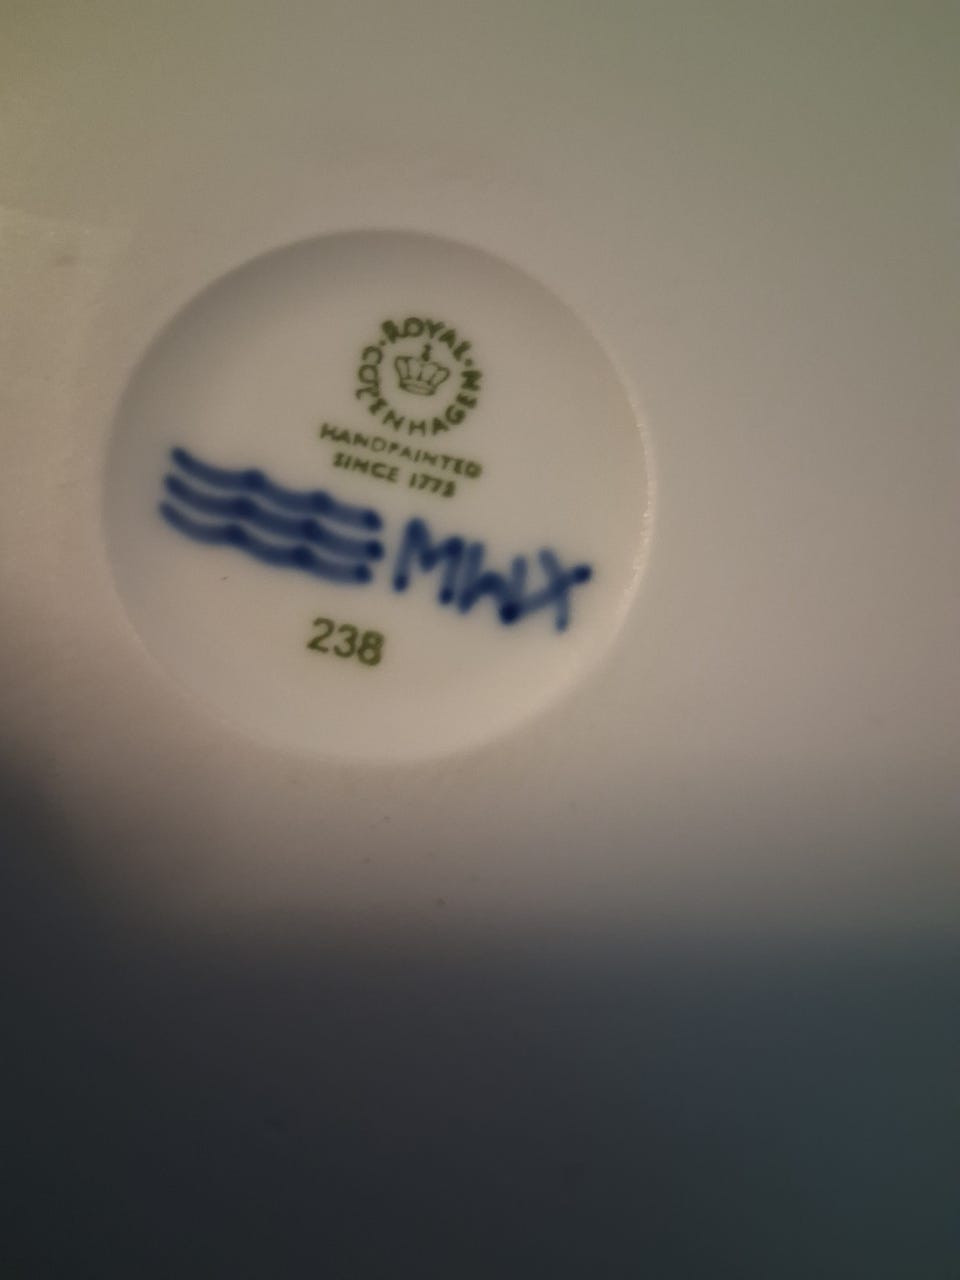 ROYAL
COPENHAGEN
HANDPAINTED
SINCE 1775
MWX
238